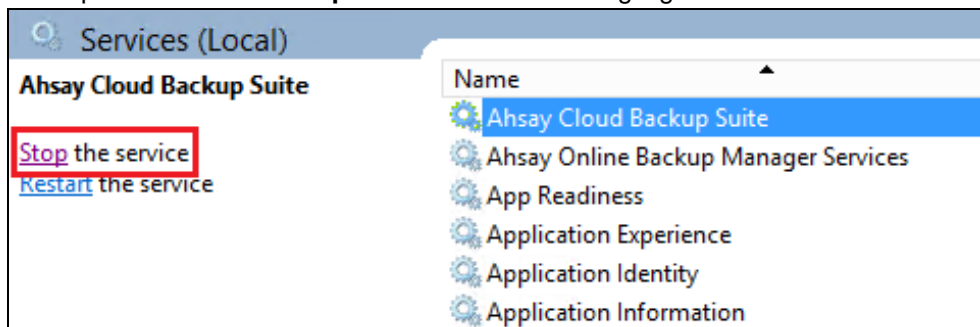 Services (Local)
Ahsay Cloud Backup Suite
Stop the service
Restart the service
Name
Ahsay Cloud Backup Suite
Ahsay Online Backup Manager Services
App Readiness
Application Experience
Application Identity
Application Information